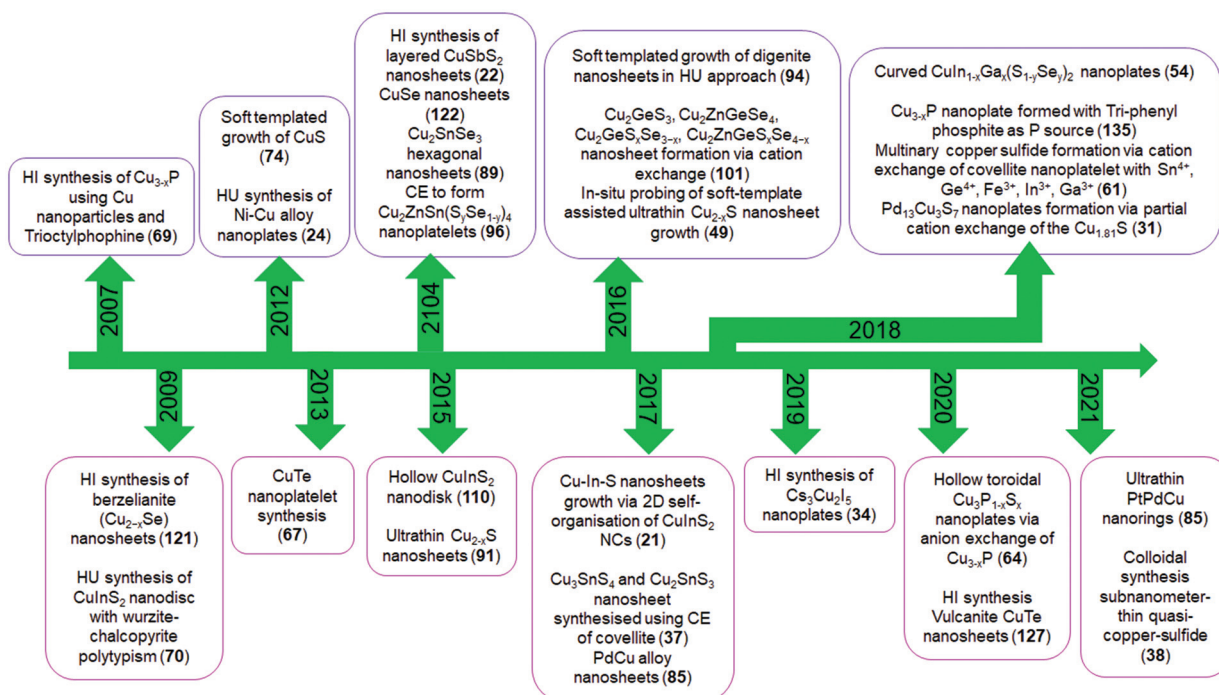 HI synthesis of Cu₃₋ₓP
using Cu
nanoparticles and
Trioctylphophine (69)
Soft templated
growth of CuS
(74)
HU synthesis of
Ni-Cu alloy
nanoplates (24)
HI synthesis of
layered CuSbS₂
nanosheets (22)
CuSe nanosheets
(122)
Cu₂SnSe₃
hexagonal
nanosheets (89)
CE to form
Cu₂ZnSn(SᵧSe₁₋ᵧ)₄
nanoplatelets (96)
Soft templated growth of digenite
nanosheets in HU approach (94)
Cu₂GeS₃, Cu₂ZnGeSe₄,
Cu₂GeSₓSe₃₋ₓ, Cu₂ZnGeSₓSe₄₋ₓ
nanosheet formation via cation
exchange (101)
In-situ probing of soft-template
assisted ultrathin Cu₂₋ₓS nanosheet
growth (49)
Curved CuIn₁₋ₓGaₓ(S₁₋ᵧSeᵧ)₂ nanoplates (54)
Cu₃₋ₓP nanoplate formed with Tri-phenyl
phosphite as P source (135)
Multinary copper sulfide formation via cation
exchange of covellite nanoplatelet with Sn⁴⁺,
Ge⁴⁺, Fe³⁺, In³⁺, Ga³⁺ (61)
Pd₁₃Cu₃S₇ nanoplates formation via partial
cation exchange of the Cu₁.₈₁S (31)
2007
2012
2104
2016
2018
2009
2013
2015
2017
2019
2020
2021
HI synthesis of
berzelianite
(Cu₂₋ₓSe)
nanosheets (121)
HU synthesis of
CuInS₂ nanodisc
with wurzite-
chalcopyrite
polytypism (70)
CuTe
nanoplatelet
synthesis
(67)
Hollow CuInS₂
nanodisk (110)
Ultrathin Cu₂₋ₓS
nanosheets (91)
Cu-In-S nanosheets
growth via 2D self-
organisation of CuInS₂
NCs (21)
Cu₃SnS₄ and Cu₂SnS₃
nanosheet
synthesised using CE
of covellite (37)
PdCu alloy
nanosheets (85)
HI synthesis of
Cs₃Cu₂I₅
nanoplates (34)
Hollow toroidal
Cu₃P₁₋ₓSₓ
nanoplates via
anion exchange of
Cu₃₋ₓP (64)
HI synthesis
Vulcanite CuTe
nanosheets (127)
Ultrathin
PtPdCu
nanorings (85)
Colloidal
synthesis
subnanometer-
thin quasi-
copper-sulfide
(38)